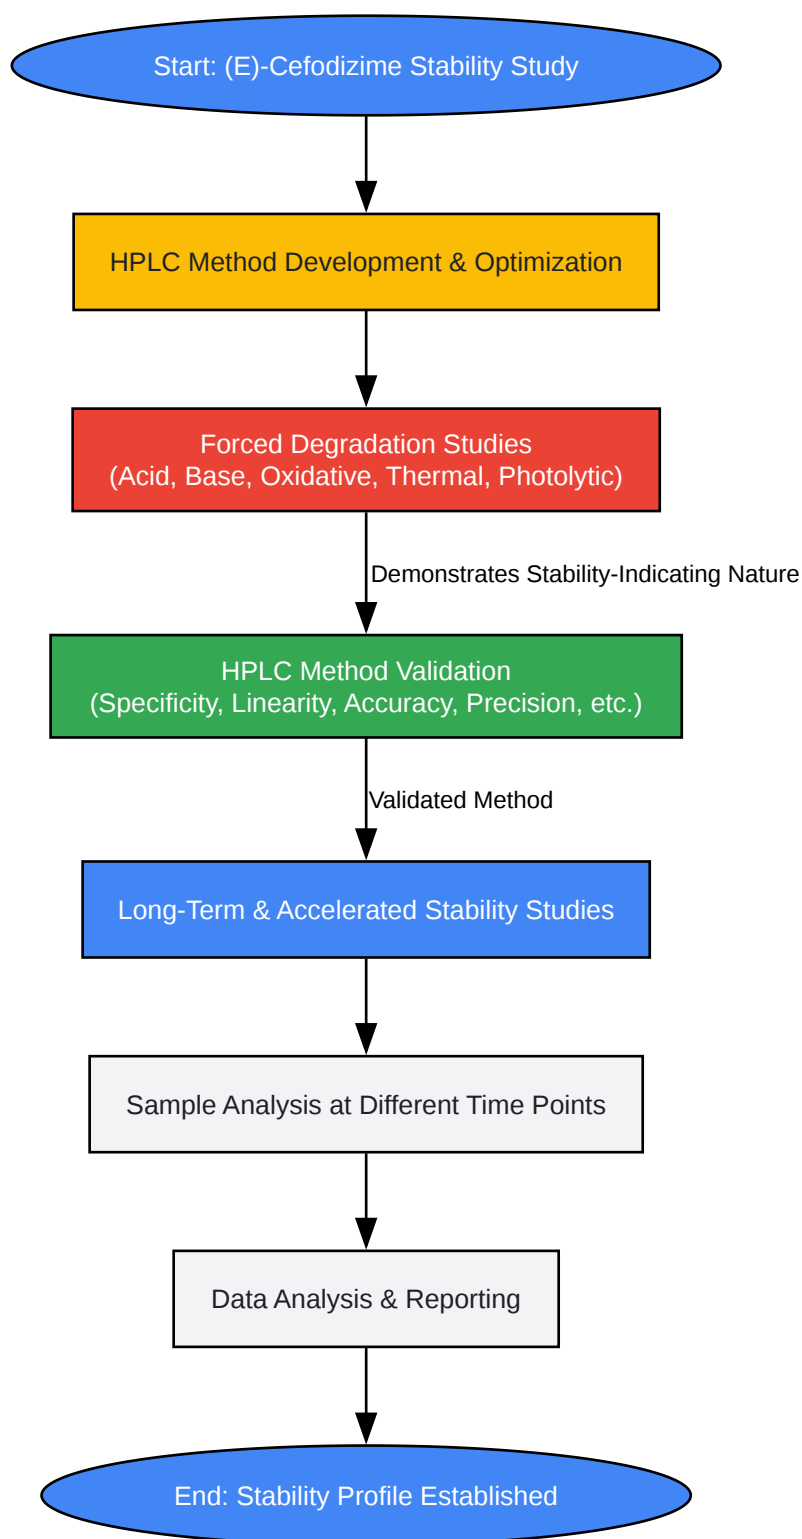 Start: (E)-Cefodizime Stability Study
HPLC Method Development & Optimization
Forced Degradation Studies
(Acid, Base, Oxidative, Thermal, Photolytic)
Demonstrates Stability-Indicating Nature
HPLC Method Validation
(Specificity, Linearity, Accuracy, Precision, etc.)
Validated Method
Long-Term & Accelerated Stability Studies
Sample Analysis at Different Time Points
Data Analysis & Reporting
End: Stability Profile Established